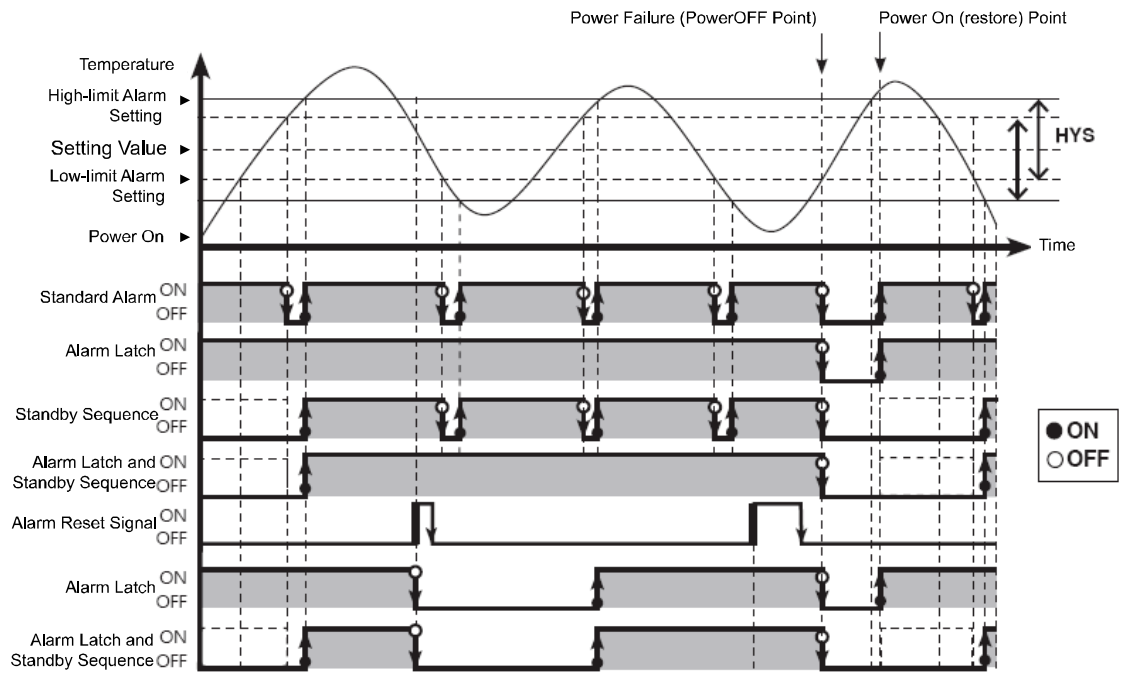 Power Failure (PowerOFF Point)
Power On (restore) Point
Temperature
High-limit Alarm
Setting
Setting Value
Low-limit Alarm
Setting
Power On
HYS
Time
Standard Alarm
ON
OFF
Alarm Latch
ON
OFF
Standby Sequence
ON
OFF
Alarm Latch and
Standby Sequence
ON
OFF
Alarm Reset Signal
ON
OFF
Alarm Latch
ON
OFF
Alarm Latch and
Standby Sequence
ON
OFF
ON
OFF